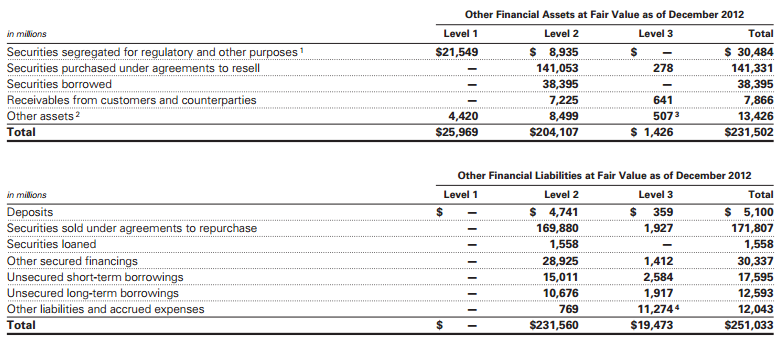 Other Financial Assets at Fair Value as of December 2012
in millions Level 1 Level 2 Level 3 Total
Securities segregated for regulatory and other purposes 1 $21,549 $ 8,935 $ — $ 30,484
Securities purchased under agreements to resell — 141,053 278 141,331
Securities borrowed — 38,395 — 38,395
Receivables from customers and counterparties — 7,225 641 7,866
Other assets 2 4,420 8,499 507 3 13,426
Total $25,969 $204,107 $ 1,426 $231,502
Other Financial Liabilities at Fair Value as of December 2012
in millions Level 1 Level 2 Level 3 Total
Deposits $ — $ 4,741 $ 359 $ 5,100
Securities sold under agreements to repurchase — 169,880 1,927 171,807
Securities loaned — 1,558 — 1,558
Other secured financings — 28,925 1,412 30,337
Unsecured short-term borrowings — 15,011 2,584 17,595
Unsecured long-term borrowings — 10,676 1,917 12,593
Other liabilities and accrued expenses — 769 11,274 4 12,043
Total $ — $231,560 $19,473 $251,033